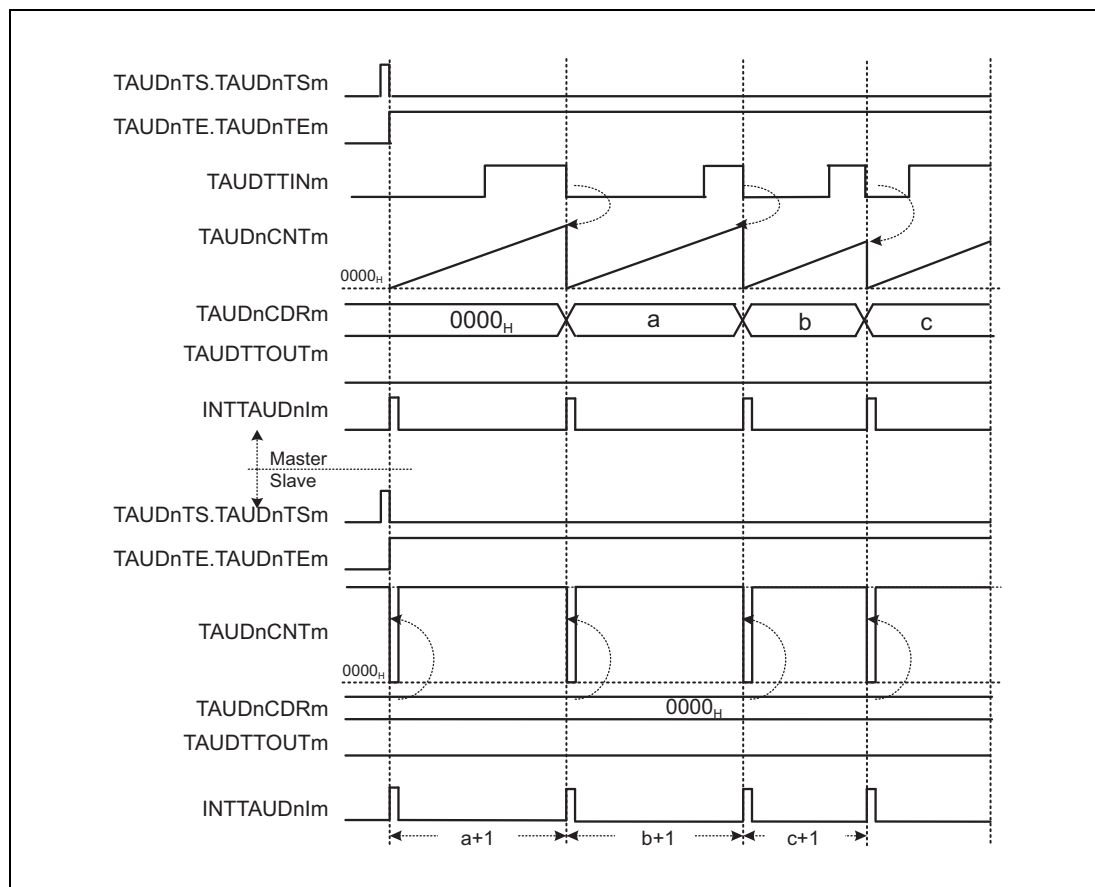 TAUDnTS.TAUDnTSm
TAUDnTE.TAUDnTEm
TAUDTTINm
TAUDnCNTm
0000H
TAUDnCDRm
0000H a b c
TAUDTTOUTm
INTTAUDnIm
Master
Slave
TAUDnTS.TAUDnTSm
TAUDnTE.TAUDnTEm
TAUDnCNTm
0000H
TAUDnCDRm
0000H
TAUDTTOUTm
INTTAUDnIm
a+1 b+1 c+1